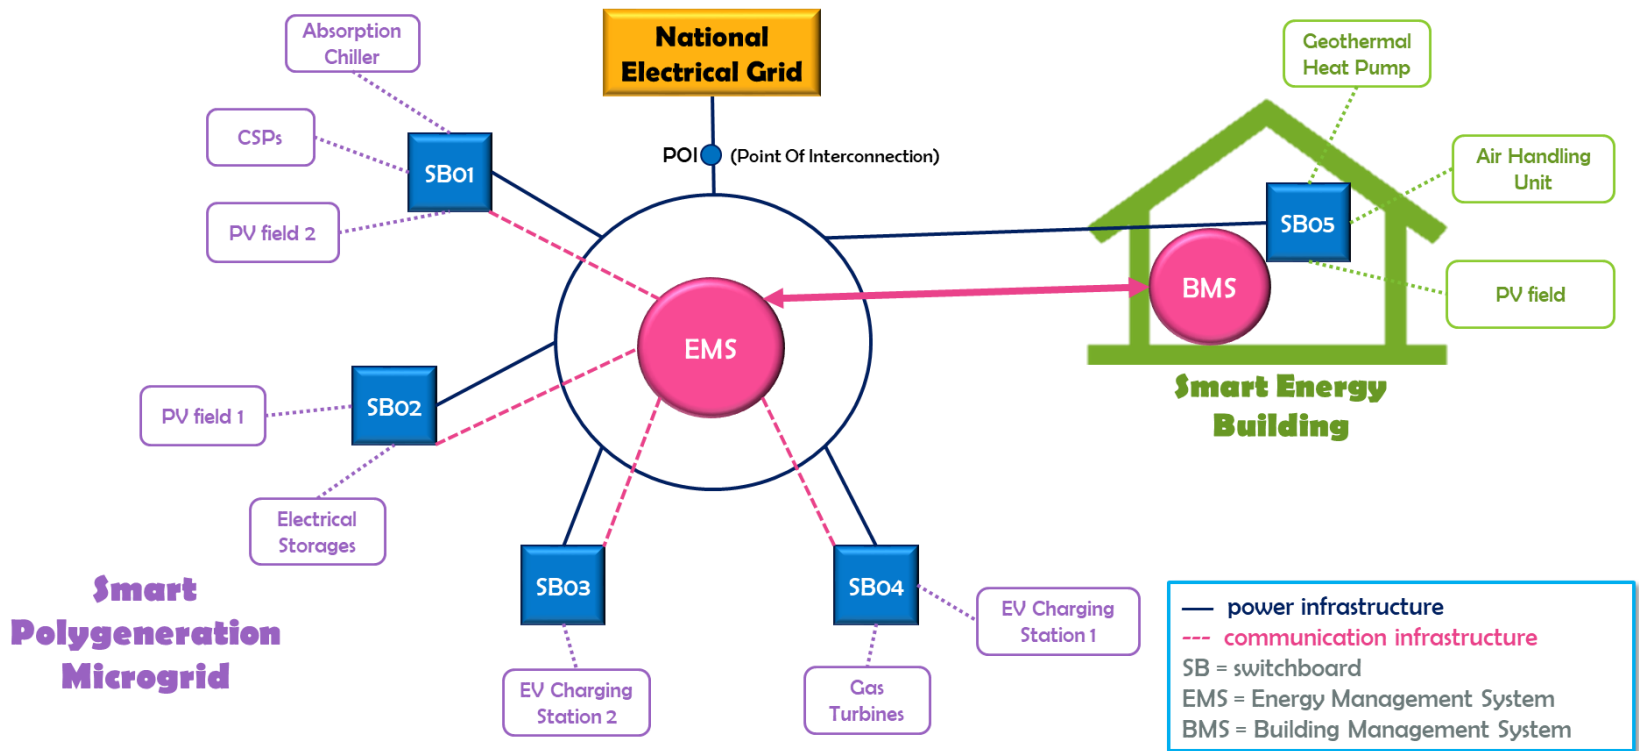 Absorption
Chiller
National
Electrical Grid
Geothermal
Heat Pump
CSPs
POI
(Point Of Interconnection)
Air Handling
Unit
SB01
PV field 2
SB05
BMS
PV field
EMS
Smart Energy
Building
PV field 1
SB02
Electrical
Storages
SB03
SB04
EV Charging
Station 1
EV Charging
Station 2
Gas
Turbines
Smart
Polygeneration
Microgrid
power infrastructure
communication infrastructure
SB = switchboard
EMS = Energy Management System
BMS = Building Management System